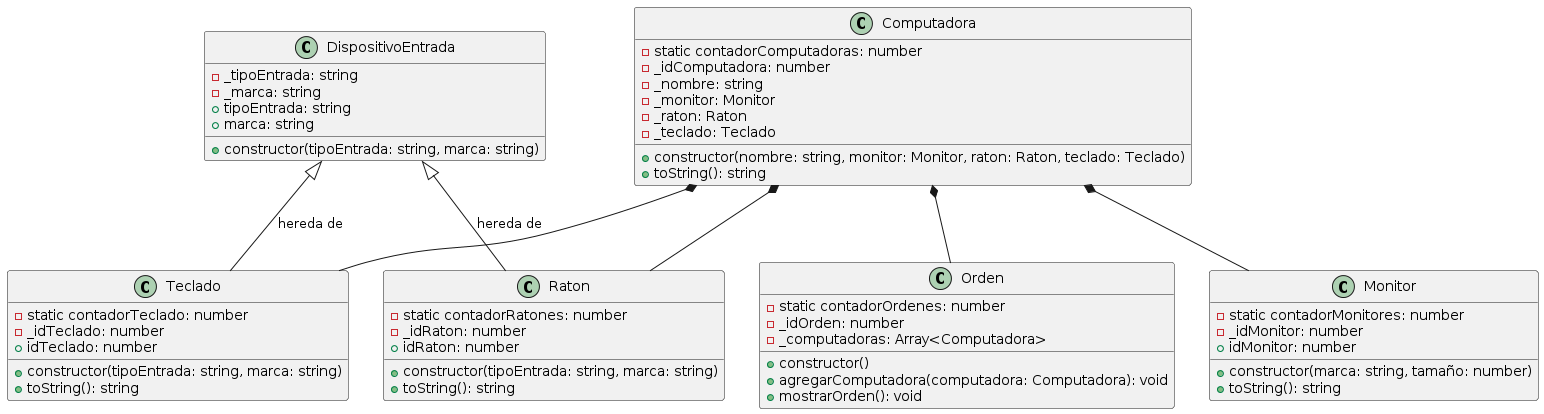 C DispositivoEntrada
_tipoEntrada: string
_marca: string
tipoEntrada: string
marca: string
constructor(tipoEntrada: string, marca: string)
C Computadora
static contadorComputadoras: number
_idComputadora: number
_nombre: string
_monitor: Monitor
_raton: Raton
_teclado: Teclado
constructor(nombre: string, monitor: Monitor, raton: Raton, teclado: Teclado)
toString(): string
hereda de
hereda de
C Teclado
static contadorTeclado: number
_idTeclado: number
idTeclado: number
constructor(tipoEntrada: string, marca: string)
toString(): string
C Raton
static contadorRatones: number
_idRaton: number
idRaton: number
constructor(tipoEntrada: string, marca: string)
toString(): string
C Orden
static contadorOrdenes: number
_idOrden: number
_computadoras: Array<Computadora>
constructor()
agregarComputadora(computadora: Computadora): void
mostrarOrden(): void
C Monitor
static contadorMonitores: number
_idMonitor: number
idMonitor: number
constructor(marca: string, tamaño: number)
toString(): string